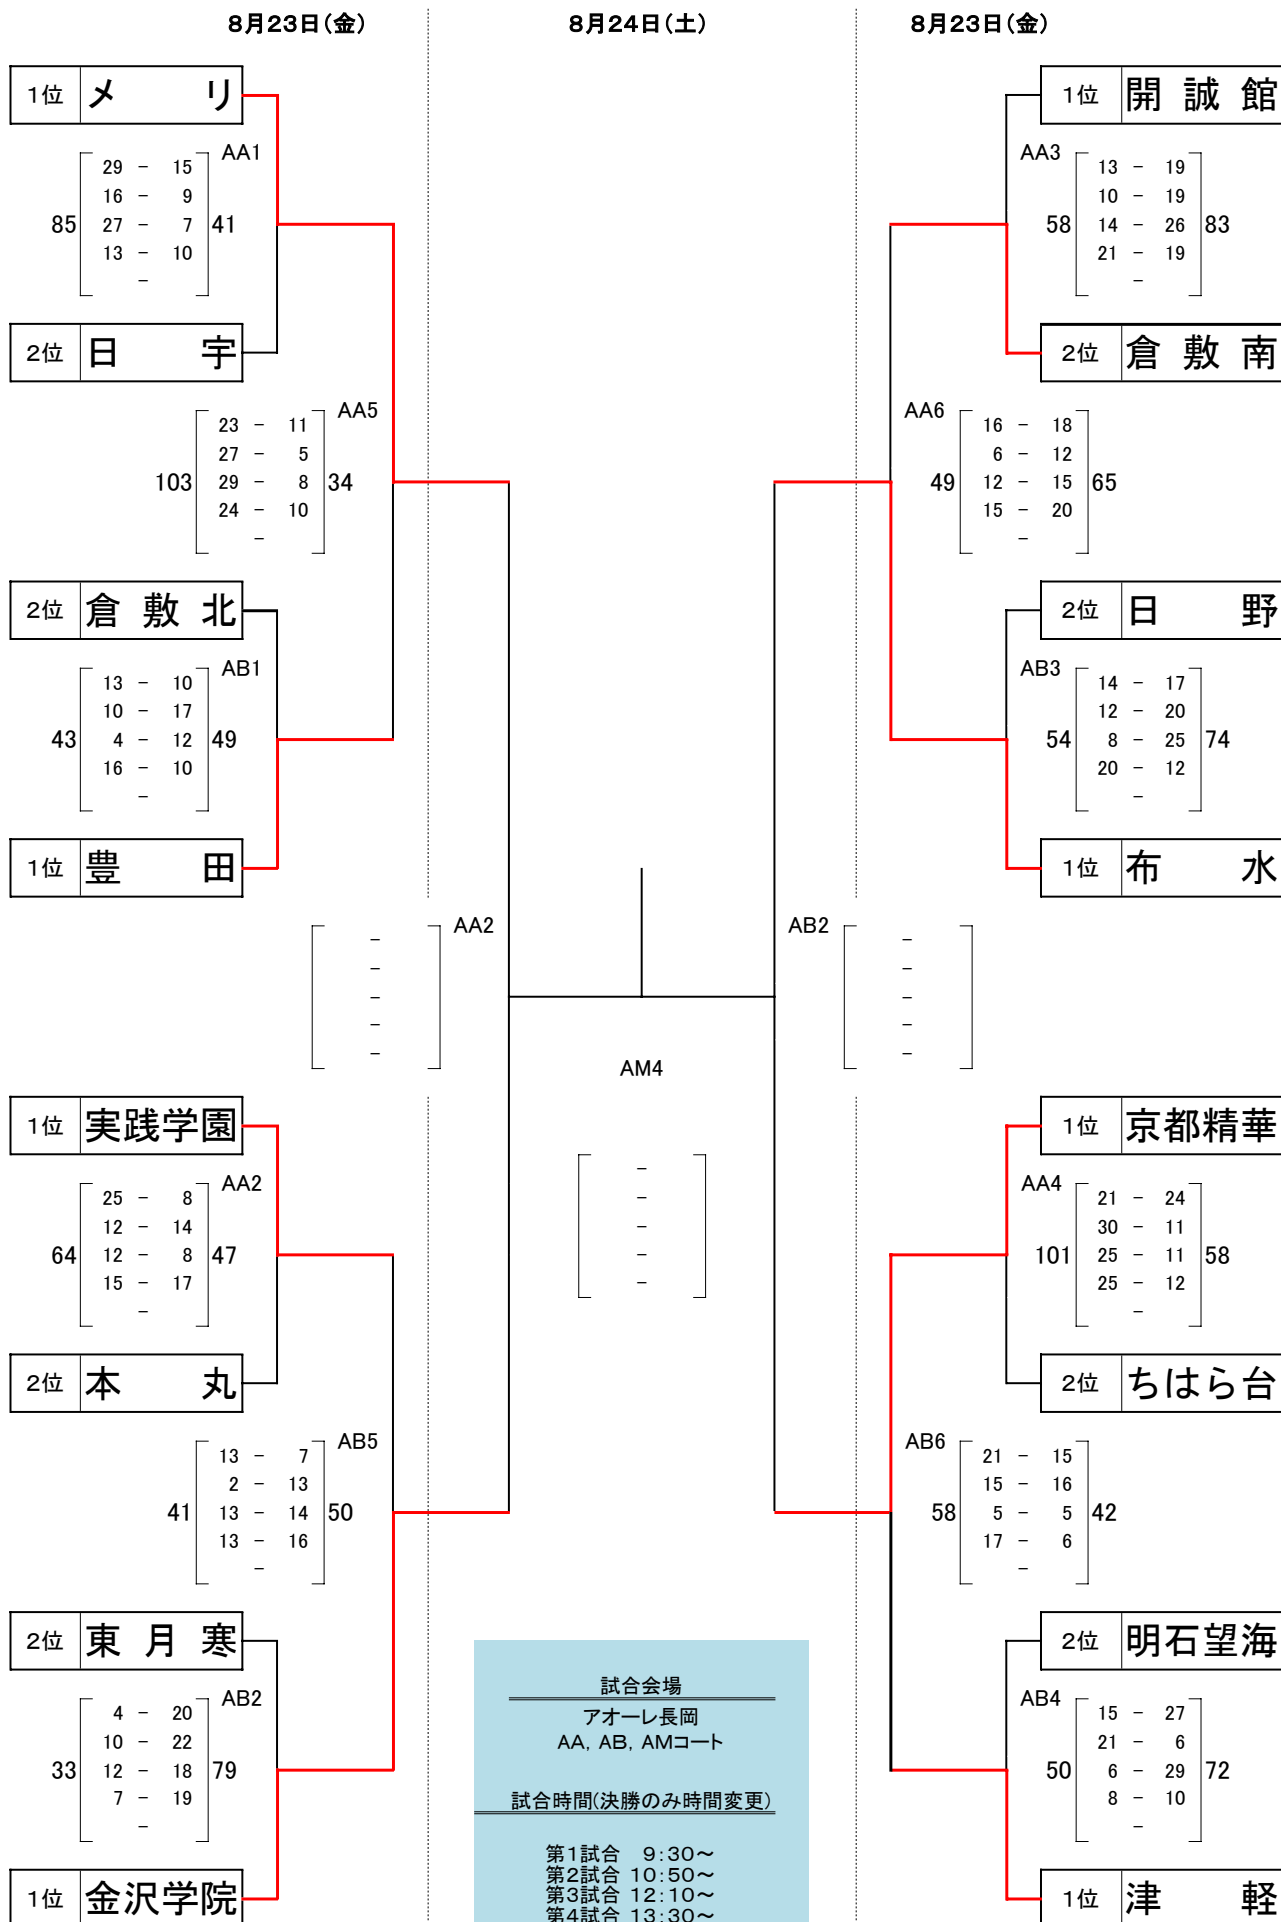 8月23日(金)
8月24日(土)
8月23日(金)
1位 メリ
AA1
29 － 15
16 － 9
85 27 － 7 41
13 － 10
－
2位 日宇
AA5
23 － 11
27 － 5
103 29 － 8 34
24 － 10
－
2位 倉敷北
AB1
13 － 10
10 － 17
43 4 － 12 49
16 － 10
－
1位 豊田
AA2
－
－
－
－
－
1位 実践学園
AA2
25 － 8
12 － 14
64 12 － 8 47
15 － 17
－
2位 本丸
AB5
13 － 7
2 － 13
41 13 － 14 50
13 － 16
－
2位 東月寒
AB2
4 － 20
10 － 22
33 12 － 18 79
7 － 19
－
1位 金沢学院
AM4
－
－
－
－
－
試合会場
アオーレ長岡
AA, AB, AMコート
試合時間(決勝のみ時間変更)
第1試合 9:30～
第2試合 10:50～
第3試合 12:10～
第4試合 13:30～
1位 開誠館
AA3
13 － 19
10 － 19
58 14 － 26 83
21 － 19
－
2位 倉敷南
AA6
16 － 18
6 － 12
49 12 － 15 65
15 － 20
－
2位 日野
AB3
14 － 17
12 － 20
54 8 － 25 74
20 － 12
－
1位 布水
AB2
－
－
－
－
－
1位 京都精華
AA4
21 － 24
30 － 11
101 25 － 11 58
25 － 12
－
2位 ちはら台
AB6
21 － 15
15 － 16
58 5 － 5 42
17 － 6
－
2位 明石望海
AB4
15 － 27
21 － 6
50 6 － 29 72
8 － 10
－
1位 津軽